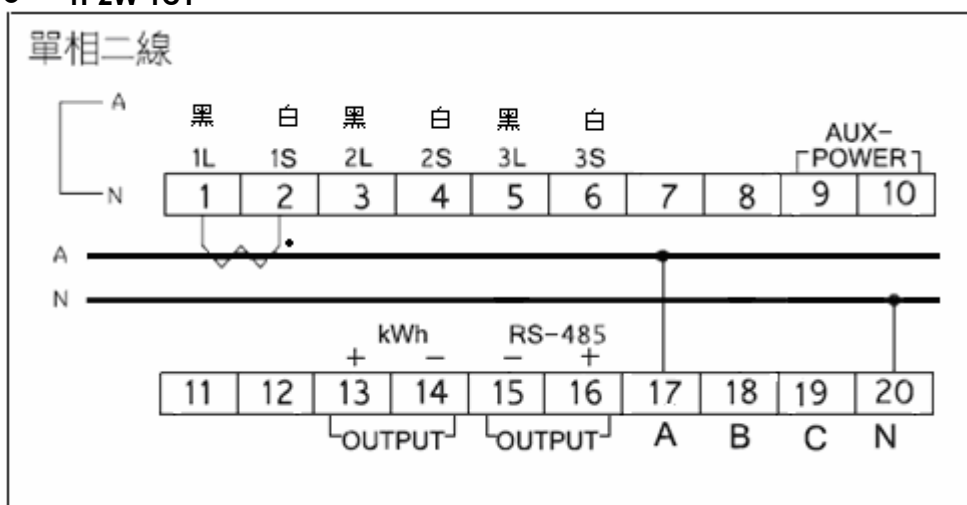 單相二線
A
黑 白 黑 白 黑 白
AUX-
1L 1S 2L 2S 3L 3S POWER
N 1 2 3 4 5 6 7 8 9 10
A
N
kWh RS-485
+ - - +
11 12 13 14 15 16 17 18 19 20
OUTPUT OUTPUT A B C N